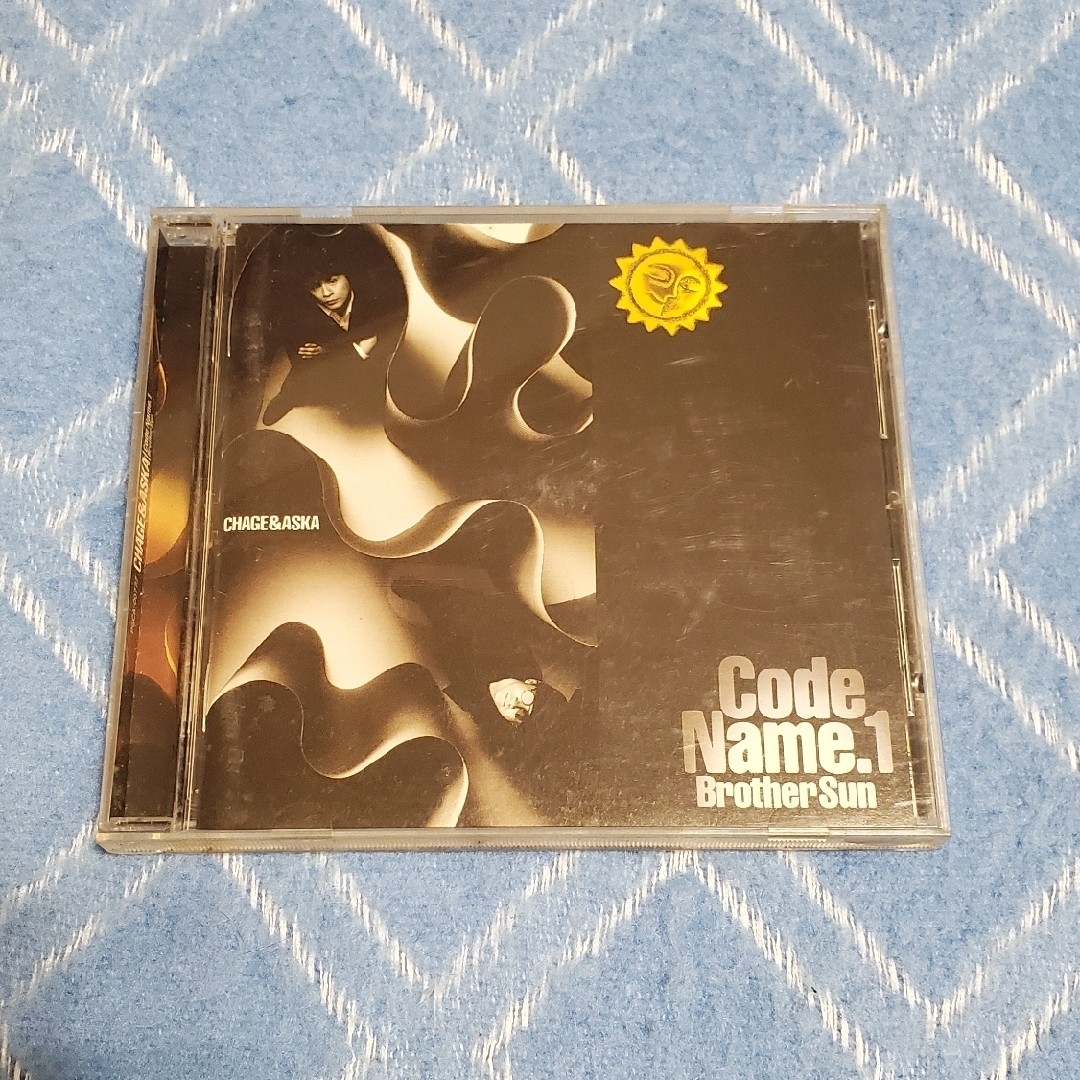 CHAGE&ASKA
CHAGE&ASKA
Code
Name.1
Brother Sun